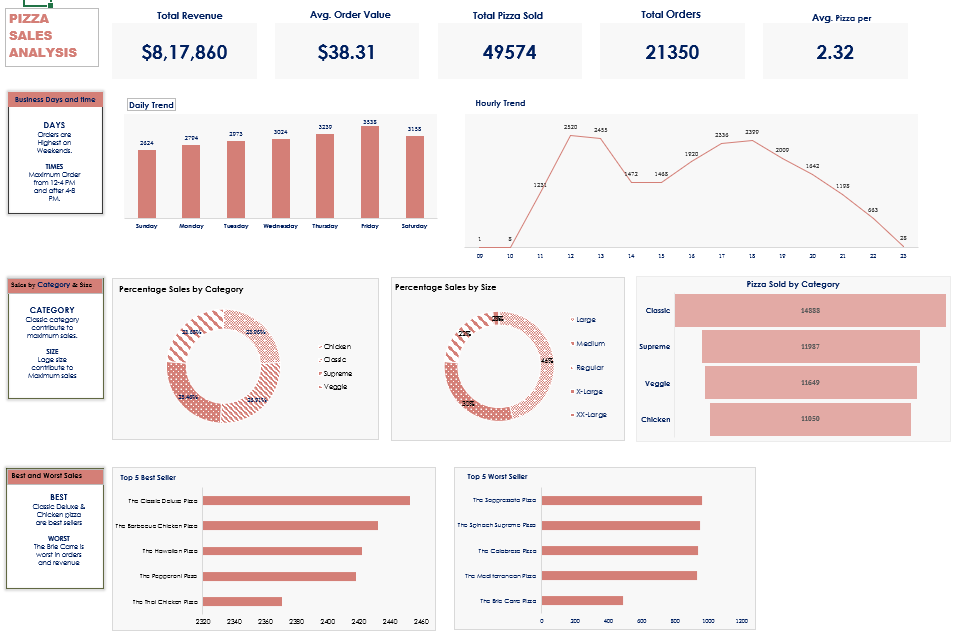 PIZZA
SALES
ANALYSIS
Total Revenue
$8,17,860
Avg. Order Value
$38.31
Total Pizza Sold
49574
Total Orders
21350
Avg. Pizza per
2.32
Business Days and time
DAYS
Orders are
Highest on
Weekends.
TIMES
Maximum Order
from 12-4 PM
and after 4-8
PM.
Daily Trend
2624
2794
2973
3024
3239
3538
3158
Sunday
Monday
Tuesday
Wednesday
Thursday
Friday
Saturday
Hourly Trend
1
8
1231
2520
2455
1472
1468
1920
2336
2399
2009
1642
1198
663
28
09
10
11
12
13
14
15
16
17
18
19
20
21
22
23
Sales by Category & Size
CATEGORY
Classic category
contribute to
maximum sales.
SIZE
Lage size
contribute to
Maximum sales
Percentage Sales by Category
23.96%
25.46%
Chicken
Classic
Supreme
Veggie
Percentage Sales by Size
46%
30%
Large
Medium
Regular
X-Large
XX-Large
Pizza Sold by Category
Classic
14888
Supreme
11987
Veggie
11649
Chicken
11050
Best and Worst Sales
BEST
Classic Deluxe &
Chicken pizza
are best sellers
WORST
The Brie Carre is
worst in orders
and revenue
Top 5 Best Seller
The Classic Deluxe Pizza
The Barbecue Chicken Pizza
The Hawaiian Pizza
The Pepperoni Pizza
The Thai Chicken Pizza
2320
2340
2360
2380
2400
2420
2440
2460
Top 5 Worst Seller
The Soppressata Pizza
The Spinach Supreme Pizza
The Calabrese Pizza
The Mediterranean Pizza
The Brie Carre Pizza
0
200
400
600
800
1000
1200